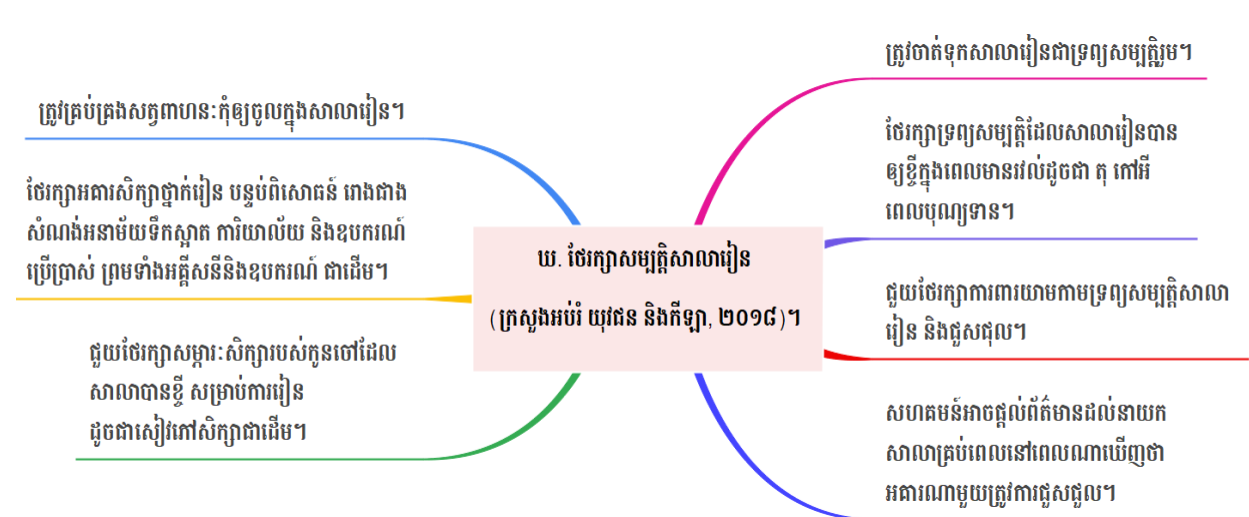 ត្រូវគ្រប់គ្រងសត្វពាហនៈកុំឲ្យចូលក្នុងសាលារៀន។
ថែរក្សាអគារសិក្សាថ្នាក់រៀន បន្ទប់ពិសោធន៍ រោងជាង
សំណង់អនាម័យទឹកស្អាត ការិយាល័យ និងឧបករណ៍
ប្រើប្រាស់ ព្រមទាំងអគ្គីសនីនិងឧបករណ៍ ជាដើម។
ជួយថែរក្សាសម្ភារៈសិក្សារបស់កូនចៅដែល
សាលាបានខ្ចី សម្រាប់ការរៀន
ដូចជាសៀវភៅសិក្សាជាដើម។
ឃ. ថែរក្សាសម្បត្តិសាលារៀន
(ក្រសួងអប់រំ យុវជន និងកីឡា, ២០១៨)។
ត្រូវចាត់ទុកសាលារៀនជាទ្រព្យសម្បត្តិរួម។
ថែរក្សាទ្រព្យសម្បត្តិដែលសាលារៀនបាន
ឲ្យខ្ចីក្នុងពេលមានរវល់ដូចជា តុ កៅអី
ពេលបុណ្យទាន។
ជួយថែរក្សាការពារយាមកាមទ្រព្យសម្បត្តិសាលា
រៀន និងជួសជុល។
សហគមន៍អាចផ្តល់ព័ត៌មានដល់នាយក
សាលាគ្រប់ពេលនៅពេលណាឃើញថា
អគារណាមួយត្រូវការជួសជួល។